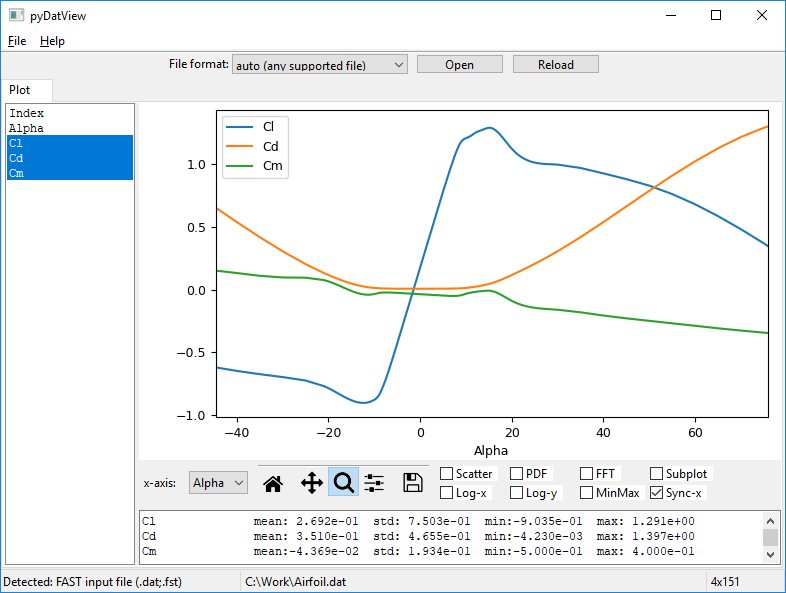 pyDatView
File Help
File format: auto (any supported file) Open Reload
Plot
Index
Alpha
Cl
Cd
Cm
Cl
Cd
Cm
1.0
0.5
0.0
−0.5
−1.0
−40 −20 0 20 40 60
Alpha
x-axis: Alpha
Scatter PDF FFT Subplot
Log-x Log-y MinMax Sync-x
Cl mean: 2.692e-01 std: 7.503e-01 min:-9.035e-01 max: 1.291e+00
Cd mean: 3.510e-01 std: 4.655e-01 min:-4.230e-03 max: 1.397e+00
Cm mean:-4.369e-02 std: 1.934e-01 min:-5.000e-01 max: 4.000e-01
Detected: FAST input file (.dat;.fst) C:\Work\Airfoil.dat 4x151